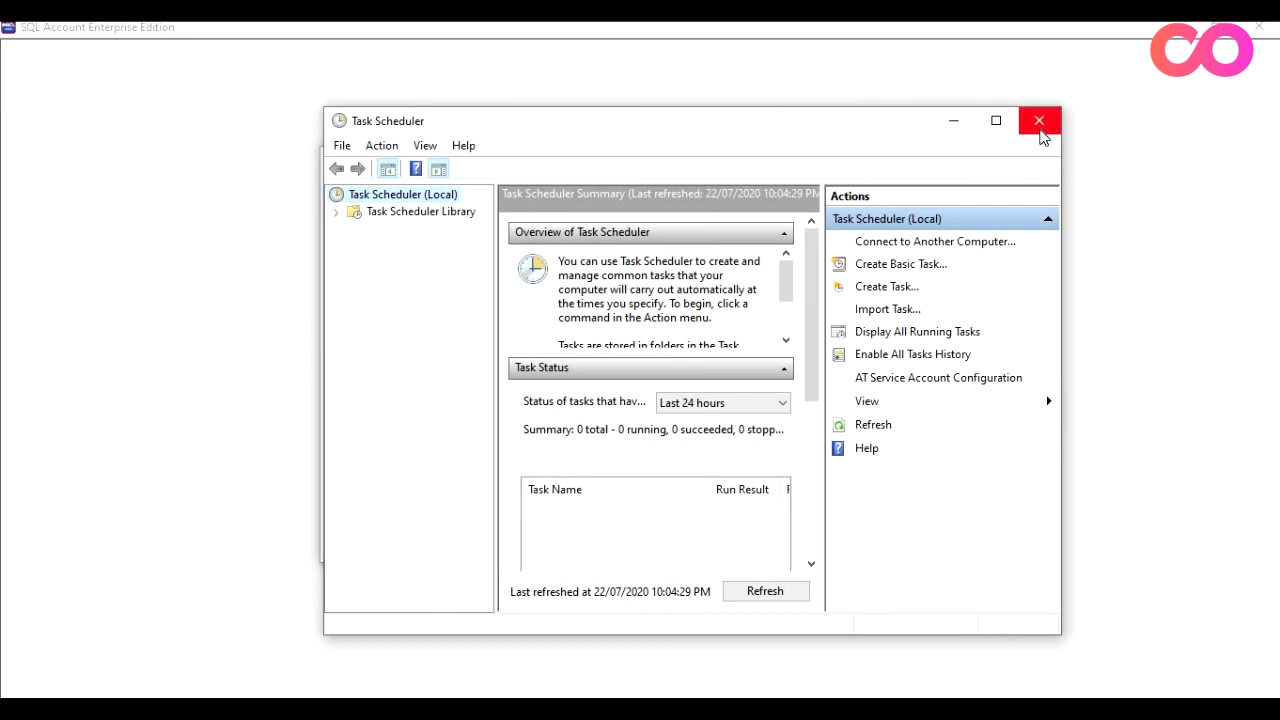 SQL Account Enterprise Edition
CO
Task Scheduler
File Action View Help
Task Scheduler (Local)
Task Scheduler Library
Task Scheduler Summary (Last refreshed: 22/07/2020 10:04:29 PM
Overview of Task Scheduler
You can use Task Scheduler to create and
manage common tasks that your
computer will carry out automatically at
the times you specify. To begin, click a
command in the Action menu.
Tasks are stored in folders in the Task
Task Status
Status of tasks that hav...
Last 24 hours
Summary: 0 total - 0 running, 0 succeeded, 0 stopp...
Task Name Run Result
Last refreshed at 22/07/2020 10:04:29 PM
Refresh
Actions
Task Scheduler (Local)
Connect to Another Computer...
Create Basic Task...
Create Task...
Import Task...
Display All Running Tasks
Enable All Tasks History
AT Service Account Configuration
View
Refresh
Help